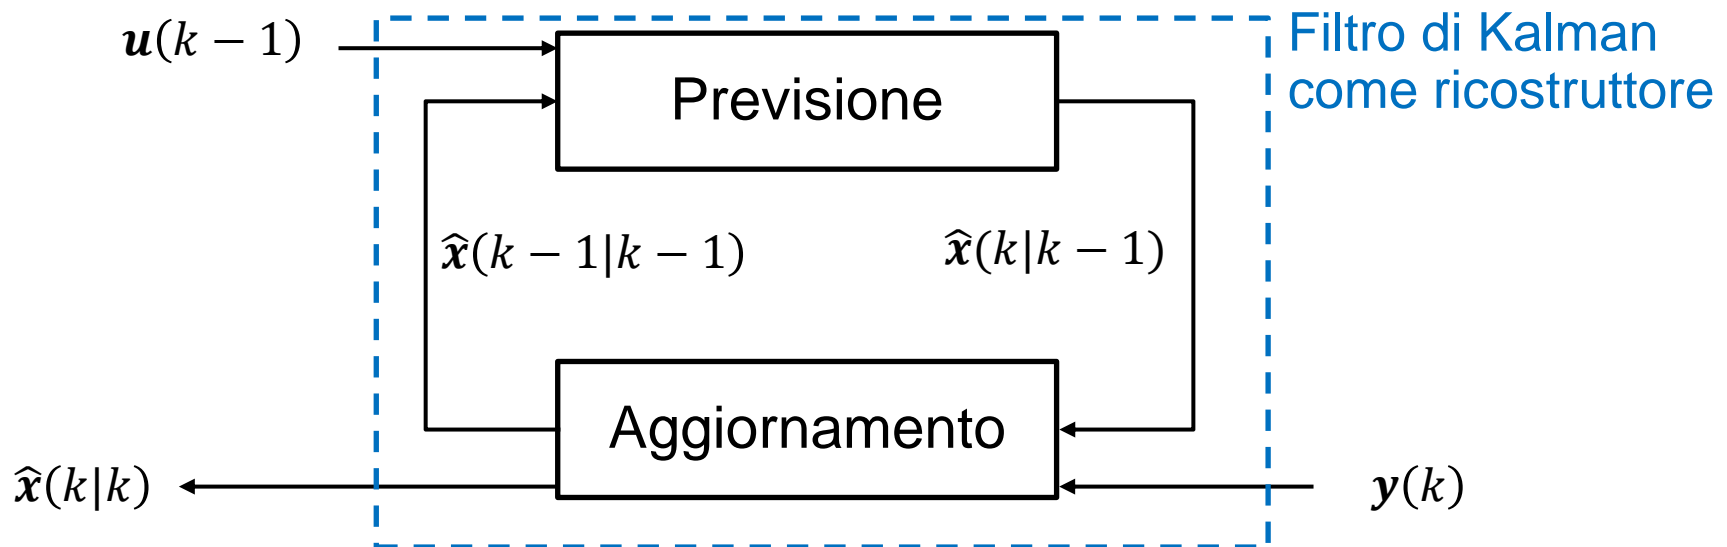 𝒖(𝑘 − 1)
Filtro di Kalman
come ricostruttore
Previsione
𝒙̂(𝑘 − 1|𝑘 − 1)
𝒙̂(𝑘|𝑘 − 1)
Aggiornamento
𝒙̂(𝑘|𝑘)
𝒚(𝑘)